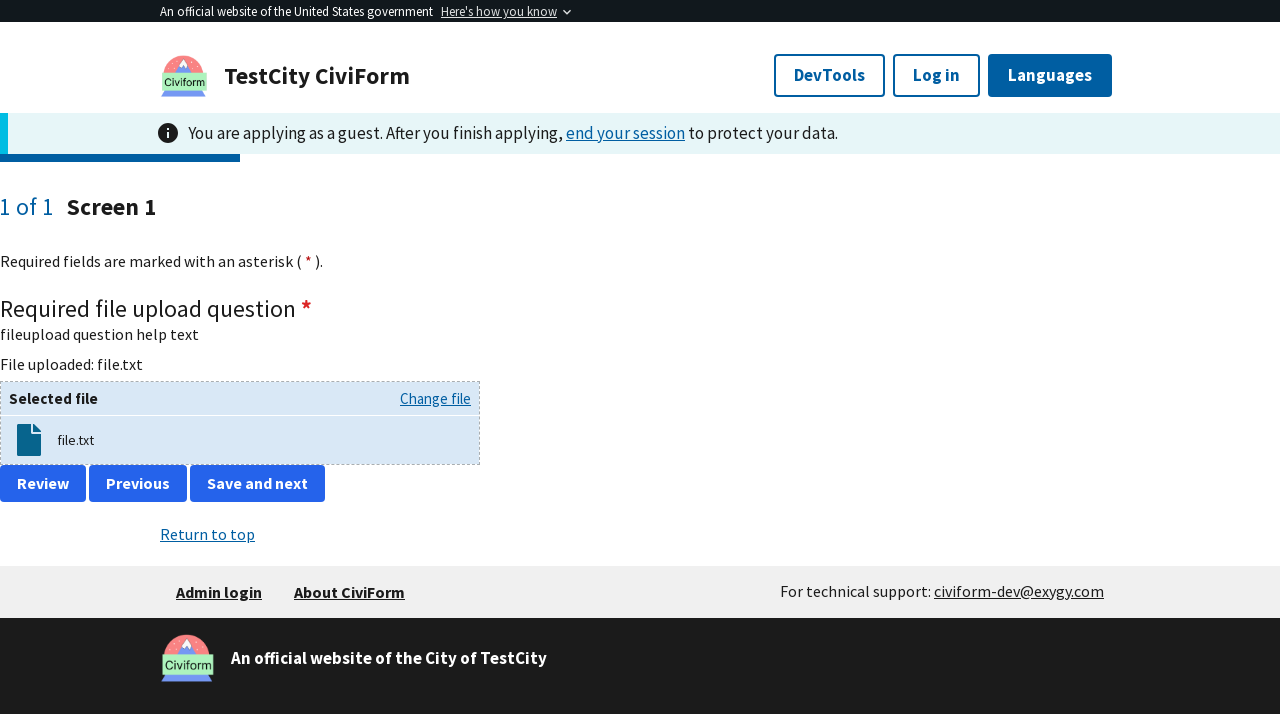 An official website of the United States government Here's how you know
Civiform TestCity CiviForm DevTools Log in Languages
You are applying as a guest. After you finish applying, end your session to protect your data.
1 of 1 Screen 1
Required fields are marked with an asterisk ( * ).
Required file upload question *
fileupload question help text
File uploaded: file.txt
Selected file Change file
file.txt
Review Previous Save and next
Return to top
Admin login About CiviForm For technical support: civiform-dev@exygy.com
Civiform An official website of the City of TestCity